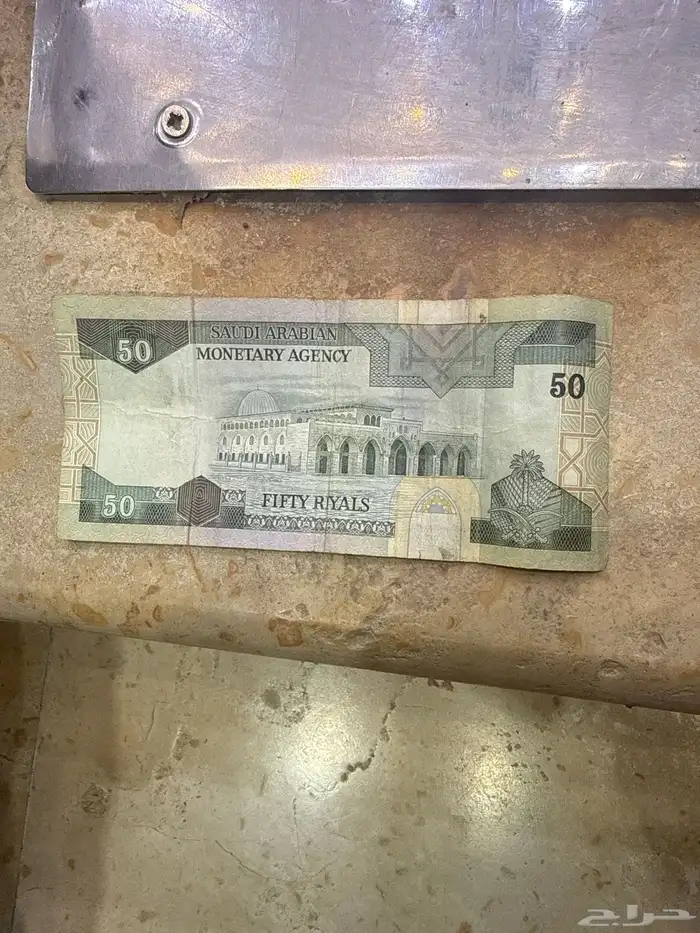 50
SAUDI ARABIAN
MONETARY AGENCY
50
50
FIFTY RIYALS
حراج